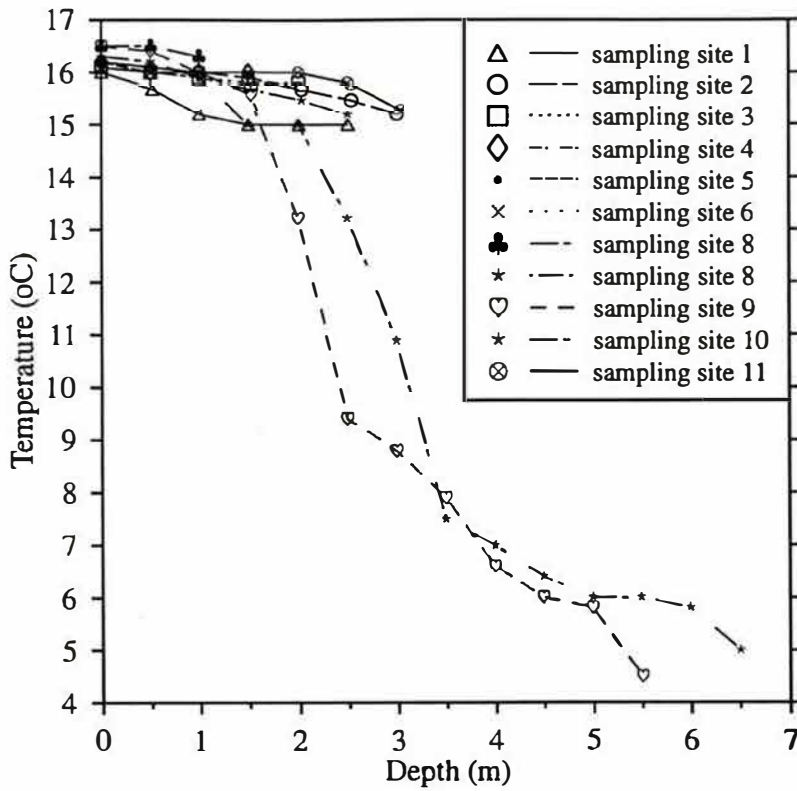 17
16
15
14
13
12
11
10
9
8
7
6
5
4
Temperature (oC)
0 1 2 3 4 5 6 7
Depth (m)
sampling site 1
sampling site 2
sampling site 3
sampling site 4
sampling site 5
sampling site 6
sampling site 8
sampling site 8
sampling site 9
sampling site 10
sampling site 11